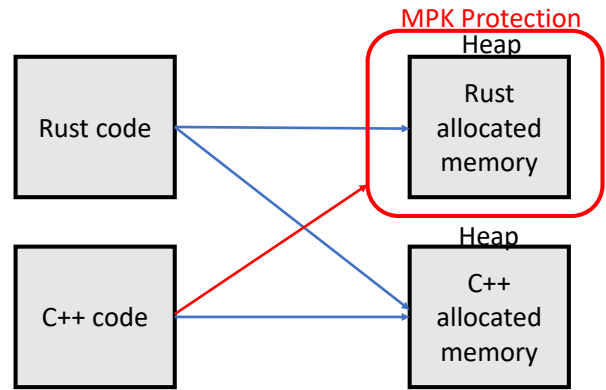 MPK Protection
Heap
Rust code
Rust
allocated
memory
Heap
C++ code
C++
allocated
memory